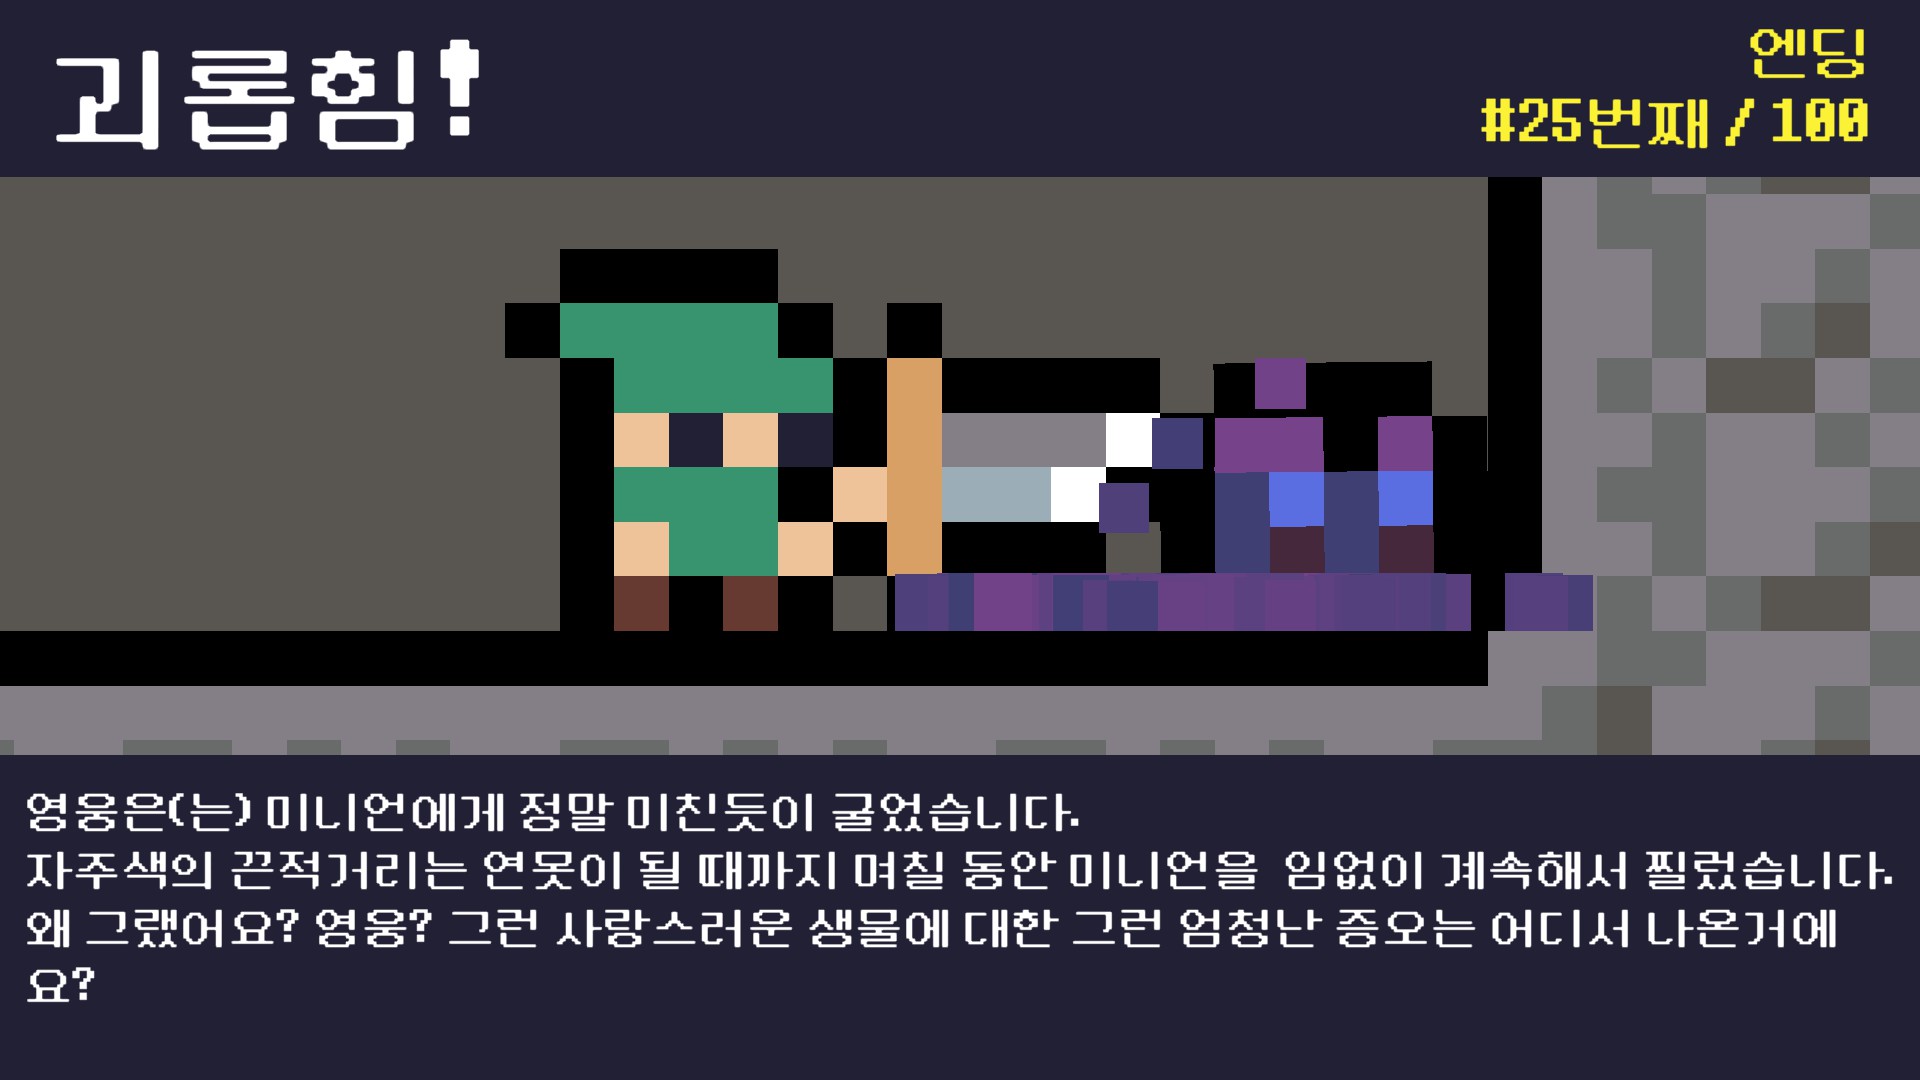 괴롭힘!
엔딩
#25번째 / 100
영웅은(는) 미니언에게 정말 미친듯이 굴었습니다.
자주색의 끈적거리는 연못이 될 때까지 며칠 동안 미니언을  임없이 계속해서 찔렀습니다.
왜 그랬어요? 영웅? 그런 사랑스러운 생물에 대한 그런 엄청난 증오는 어디서 나온거에
요?